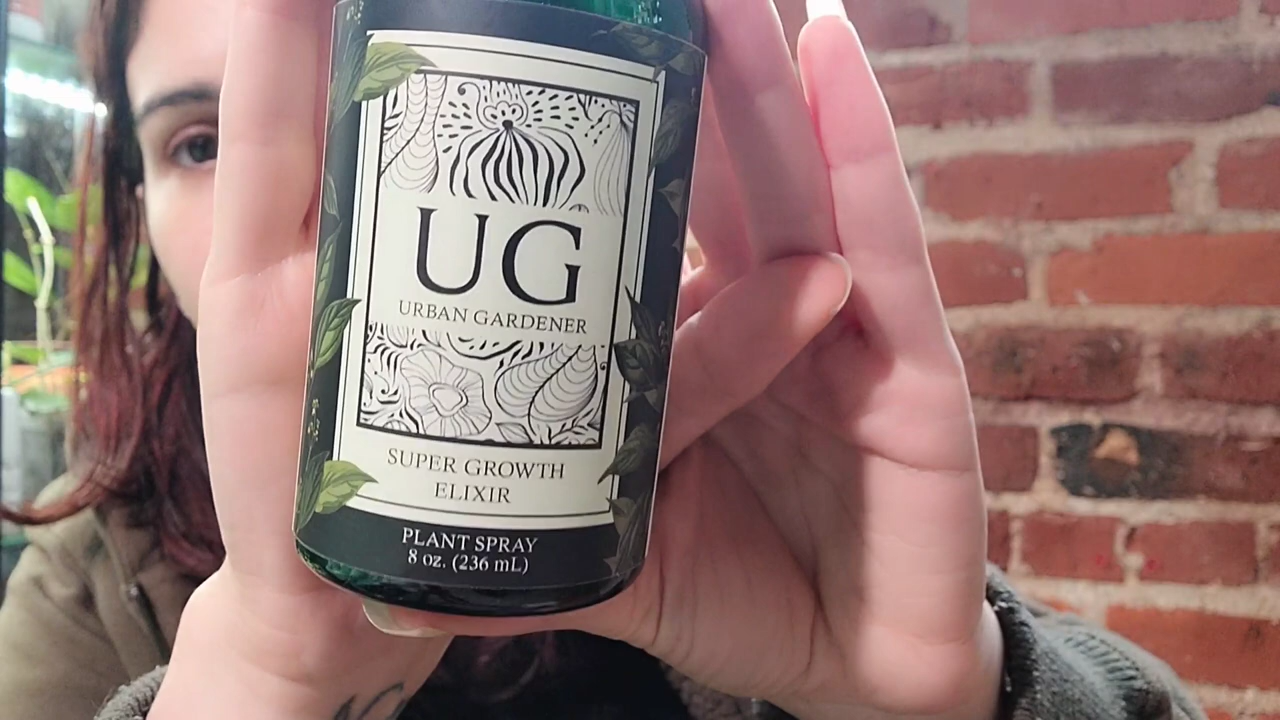 UG
URBAN GARDENER
SUPER GROWTH
ELIXIR
PLANT SPRAY
8 oz. (236 mL)